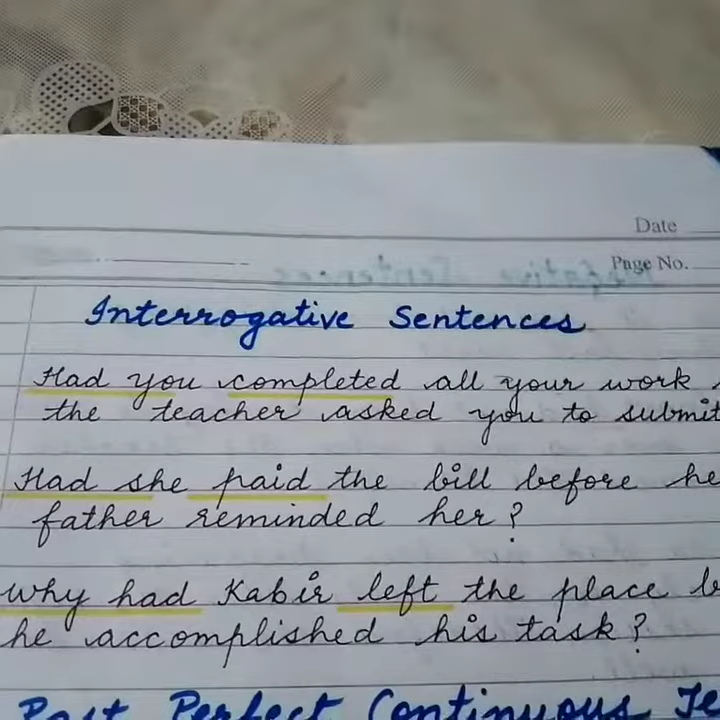 Date
Page No.
Interrogative Sentences
Had you completed all your work
the teacher asked you to submit
Had she paid the bill before he
father reminded her?
Why had Kabir left the place b
he accomplished his task?
Past Perfect Continuous Te